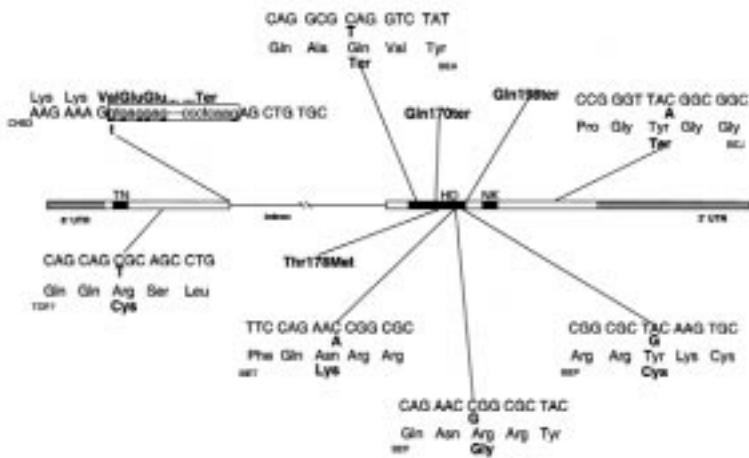 CAG GCG CAG GTC TAT
T
Gln Ala Gln Val Tyr
Ter
Lys Lys ValGluGlu... ...Ter
AAG AAA G AG CTG TGC
t
Gln170ter
Gln198ter
CCG GGT TAC GGC GGC
A
Pro Gly Tyr Gly Gly
Ter
TN
HD
NK
5' UTR
Intron
3' UTR
CAG CAG CGC AGC CTG
T
Gln Gln Arg Ser Leu
Cys
Thr178Met
TTC CAG AAC CGG CGC
A
Phe Gln Asn Arg Arg
Lys
CGG CGC TAC AAG TGC
G
Arg Arg Tyr Lys Cys
Cys
CAG AAC CGG CGC TAC
G
Gln Asn Arg Arg Tyr
Gly